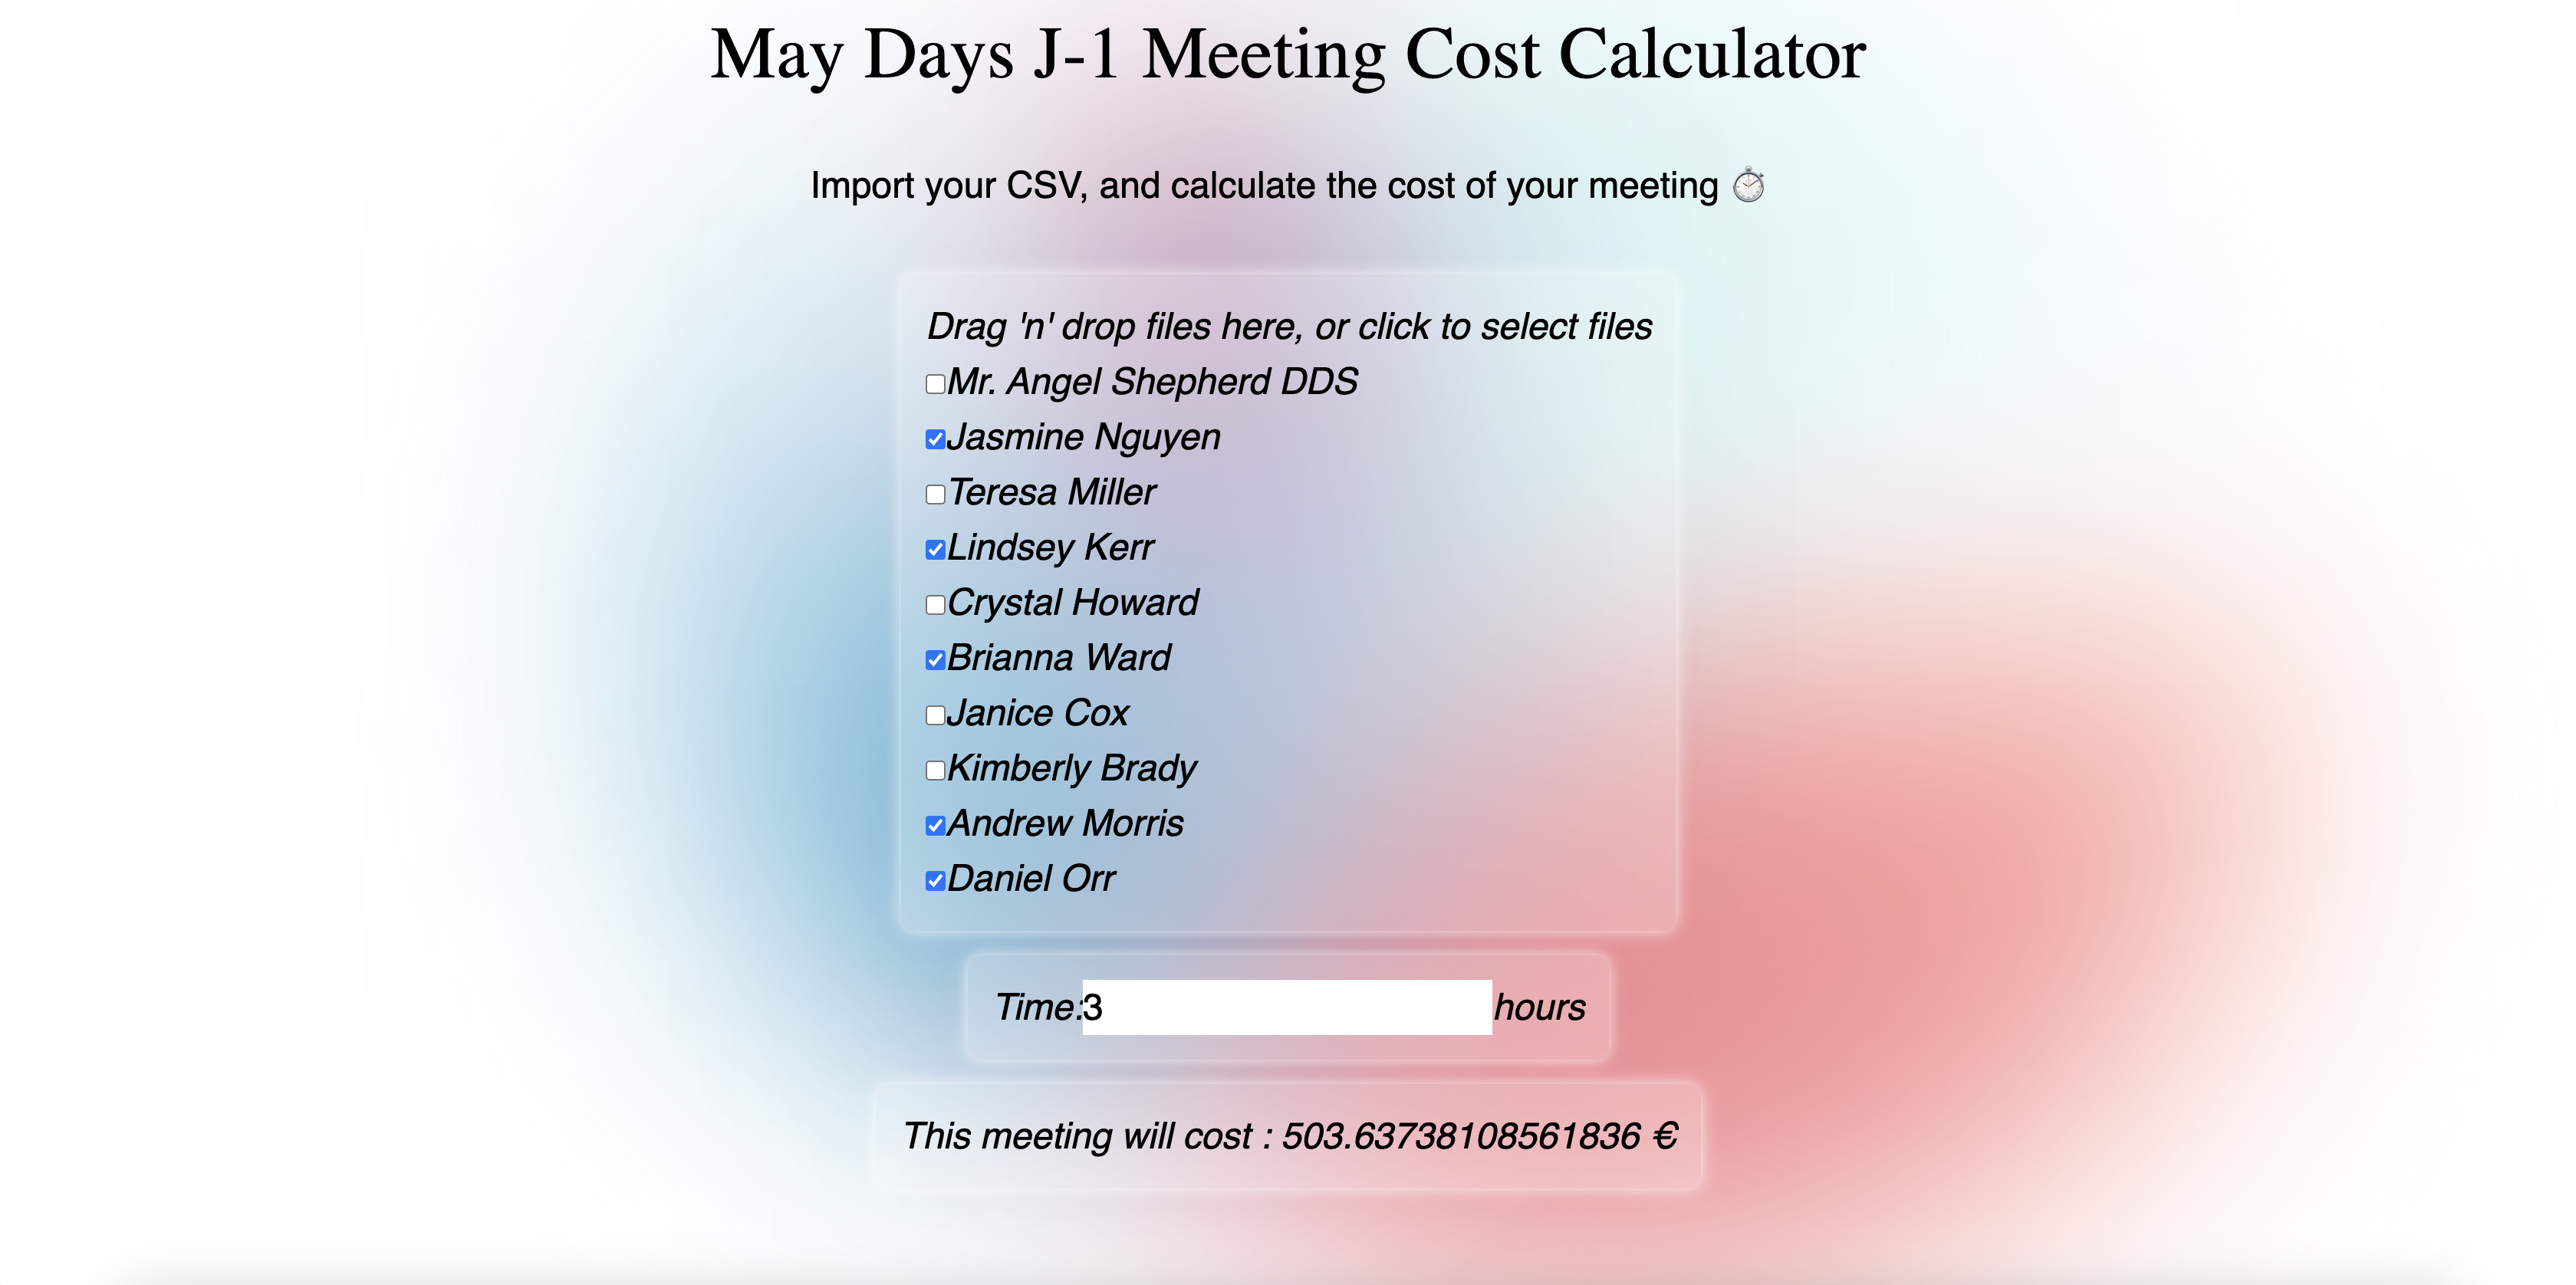 May Days J-1 Meeting Cost Calculator
Import your CSV, and calculate the cost of your meeting ⏱️
Drag 'n' drop files here, or click to select files
Mr. Angel Shepherd DDS
Jasmine Nguyen
Teresa Miller
Lindsey Kerr
Crystal Howard
Brianna Ward
Janice Cox
Kimberly Brady
Andrew Morris
Daniel Orr
Time:3 hours
This meeting will cost : 503.63738108561836 €